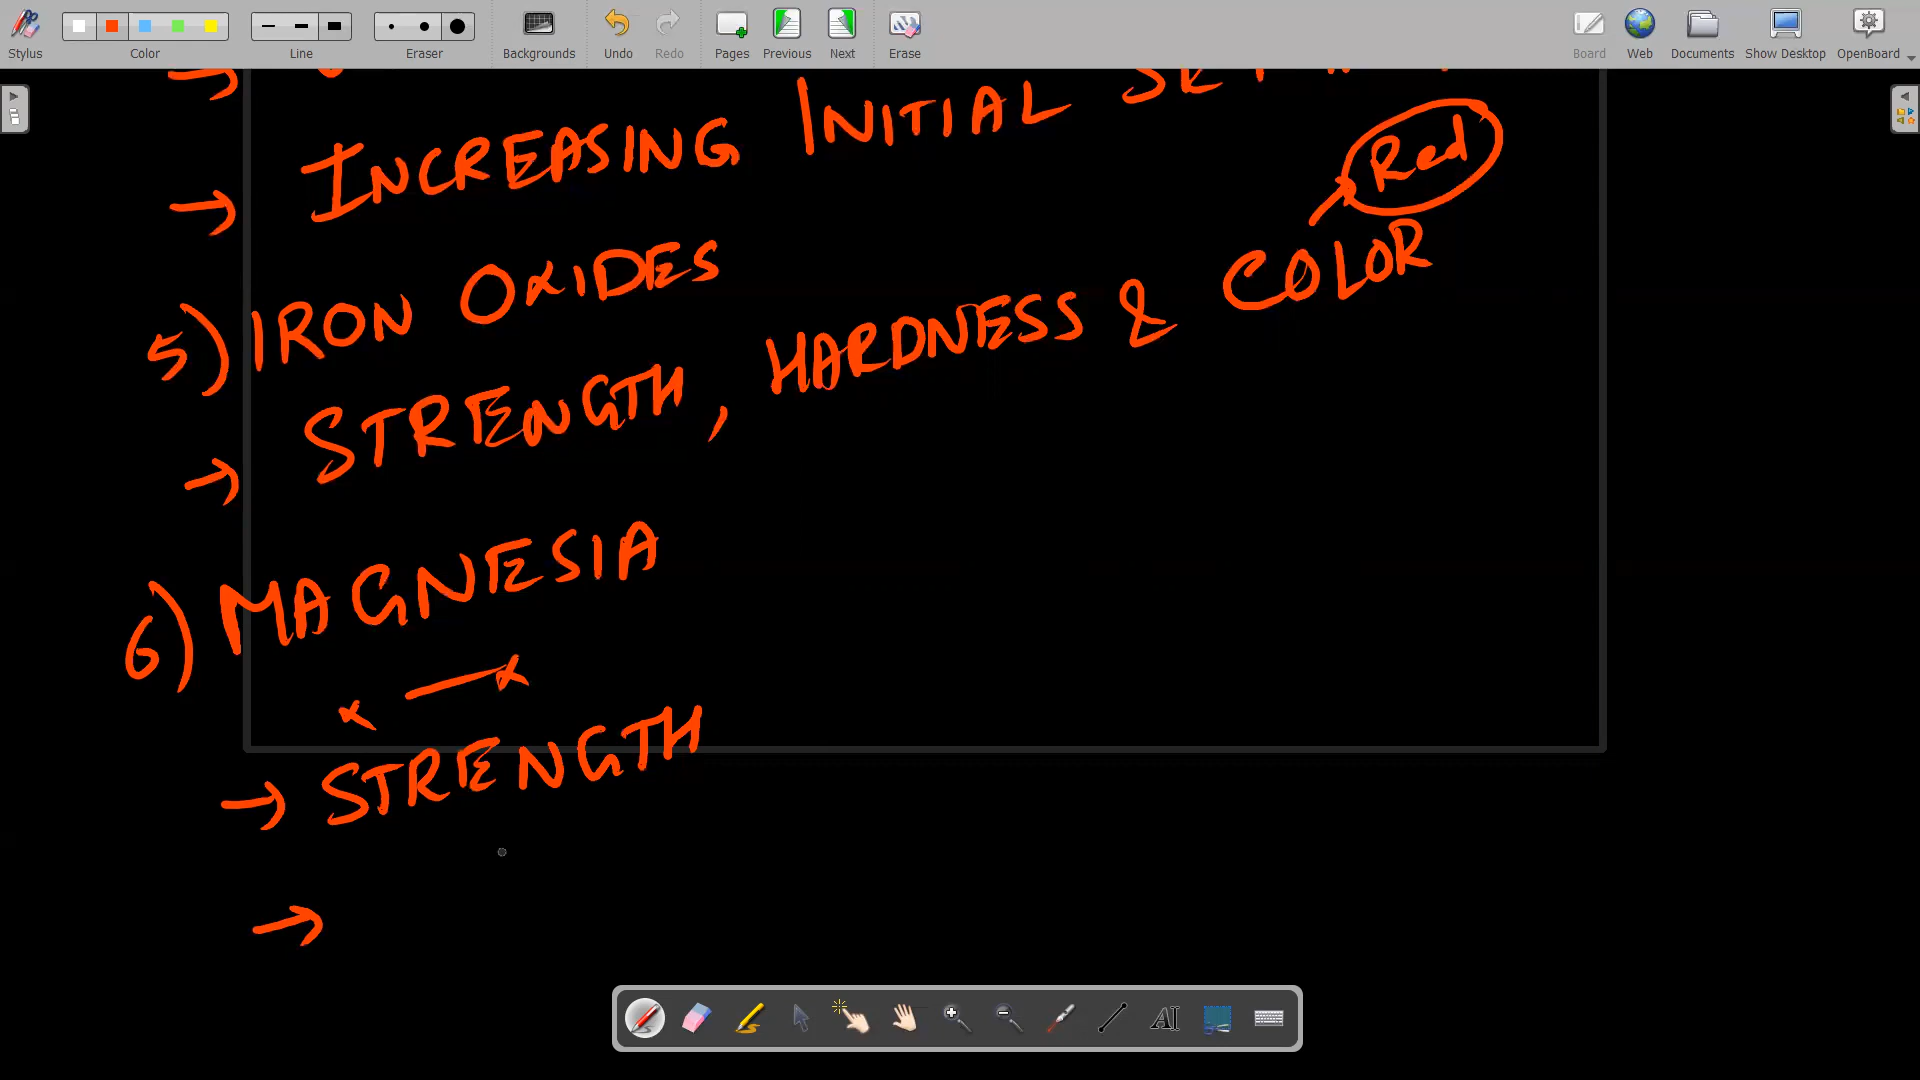 Stylus Color Line Eraser Backgrounds Undo Redo Pages Previous Next Erase Board Web Documents Show Desktop OpenBoard
→
→ INCREASING INITIAL
5) IRON OXIDES
Red
→ STRENGTH, HARDNESS & COLOR
6) MAGNESIA
x — x
→ STRENGTH
→